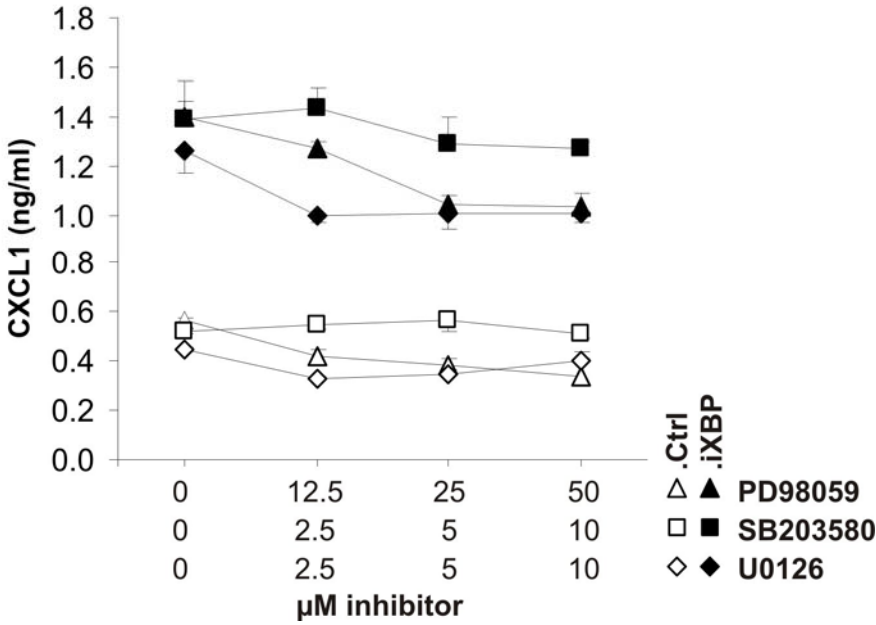 CXCL1 (ng/ml)
1.8
1.6
1.4
1.2
1.0
0.8
0.6
0.4
0.2
0.0
.Ctrl
.iXBP
0 12.5 25 50 PD98059
0 2.5 5 10 SB203580
0 2.5 5 10 U0126
µM inhibitor